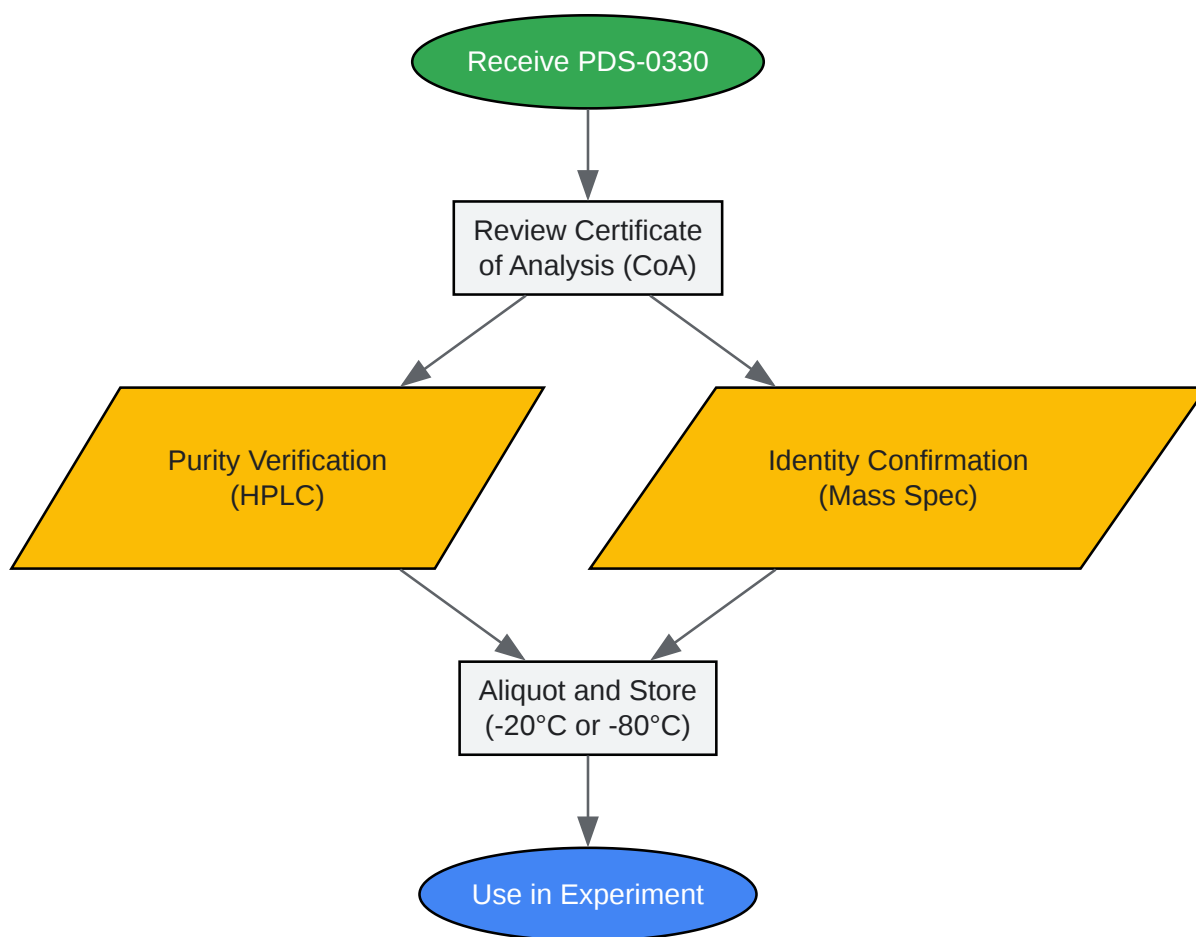 Receive PDS-0330
Review Certificate
of Analysis (CoA)
Purity Verification
(HPLC)
Identity Confirmation
(Mass Spec)
Aliquot and Store
(-20°C or -80°C)
Use in Experiment